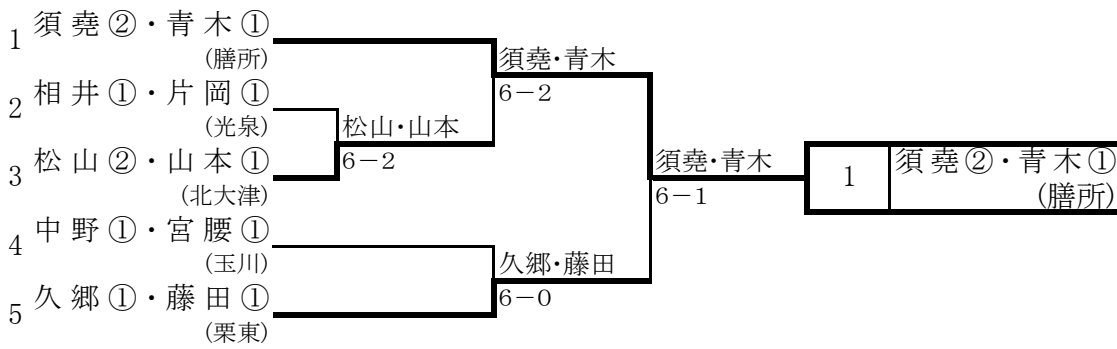 1 須堯②・青木①
(膳所)
須堯・青木
6－2
2 相井①・片岡①
(光泉)
松山・山本
6－2
3 松山②・山本①
(北大津)
須堯・青木
6－1
1 須堯②・青木①
(膳所)
4 中野①・宮腰①
(玉川)
久郷・藤田
6－0
5 久郷①・藤田①
(栗東)